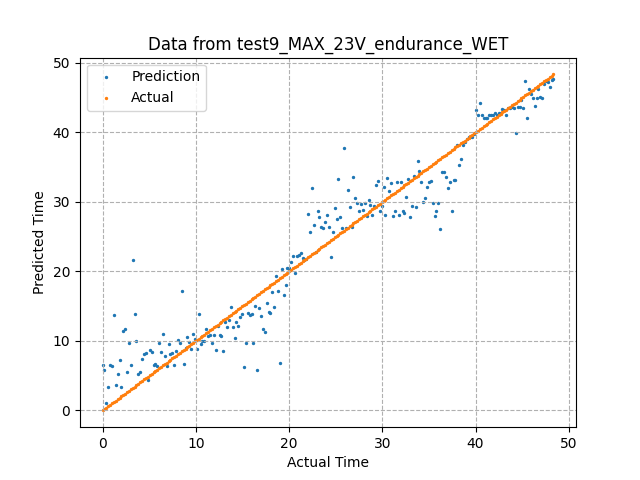 Data from test9_MAX_23V_endurance_WET
Prediction
Actual
Predicted Time
50
40
30
20
10
0
0 10 20 30 40 50
Actual Time